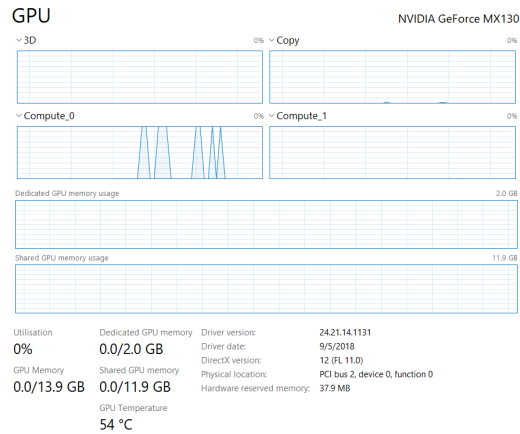 GPU NVIDIA GeForce MX130
3D 0% Copy 0%
Compute_0 0% Compute_1 0%
Dedicated GPU memory usage 2.0 GB
Shared GPU memory usage 11.9 GB
Utilisation Dedicated GPU memory Driver version: 24.21.14.1131
0% 0.0/2.0 GB Driver date: 9/5/2018
DirectX version: 12 (FL 11.0)
GPU Memory Shared GPU memory Physical location: PCI bus 2, device 0, function 0
0.0/13.9 GB 0.0/11.9 GB Hardware reserved memory: 37.9 MB
GPU Temperature
54 °C